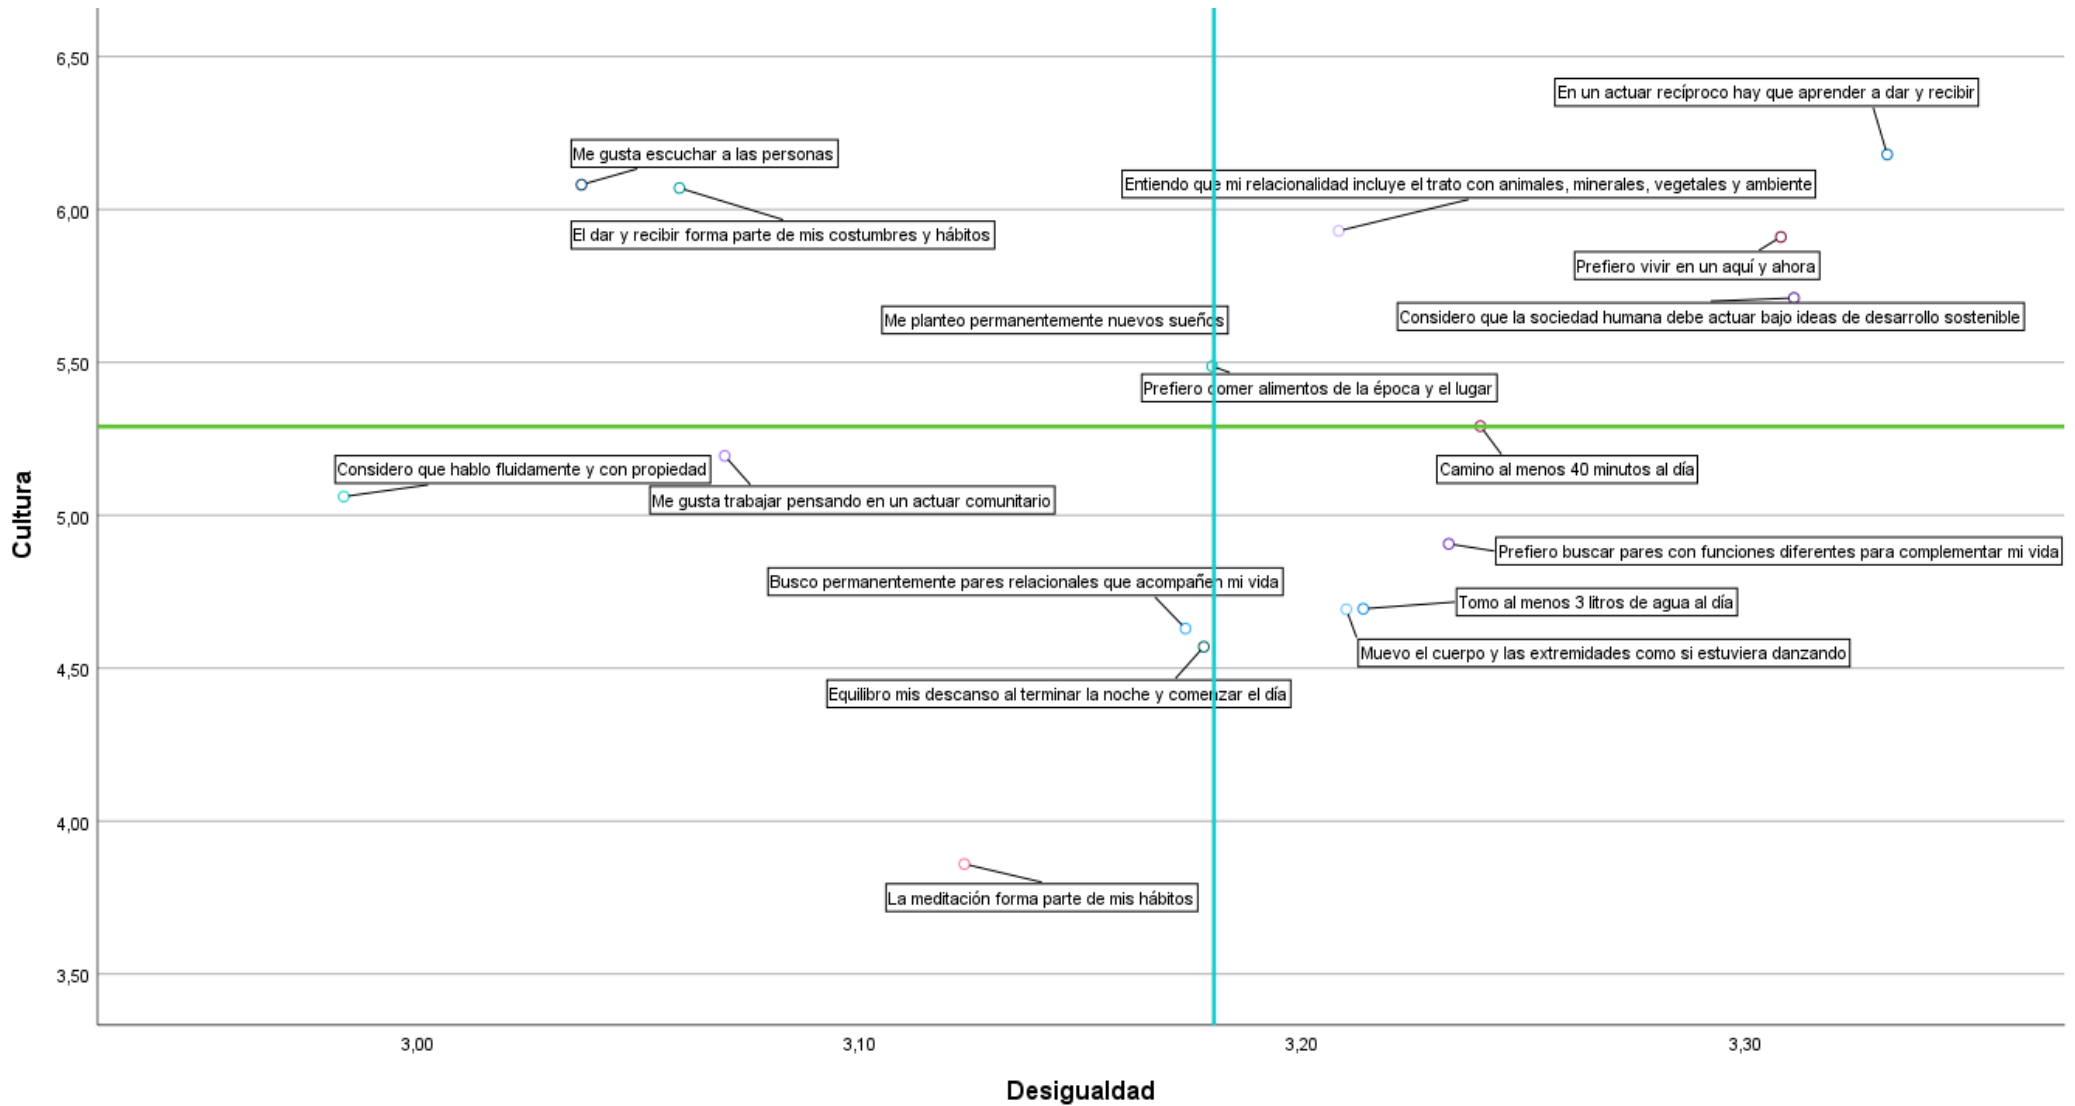 6,50
En un actuar recíproco hay que aprender a dar y recibir
Me gusta escuchar a las personas
Entiendo que mi relacionalidad incluye el trato con animales, minerales, vegetales y ambiente
6,00
El dar y recibir forma parte de mis costumbres y hábitos
Prefiero vivir en un aquí y ahora
Me planteo permanentemente nuevos sueños
Considero que la sociedad humana debe actuar bajo ideas de desarrollo sostenible
5,50
Prefiero comer alimentos de la época y el lugar
Considero que hablo fluidamente y con propiedad
Camino al menos 40 minutos al día
Me gusta trabajar pensando en un actuar comunitario
5,00
Cultura
Prefiero buscar pares con funciones diferentes para complementar mi vida
Busco permanentemente pares relacionales que acompañen mi vida
Tomo al menos 3 litros de agua al día
Muevo el cuerpo y las extremidades como si estuviera danzando
4,50
Equilibro mis descanso al terminar la noche y comenzar el día
4,00
La meditación forma parte de mis hábitos
3,50
3,00
3,10
3,20
3,30
Desigualdad